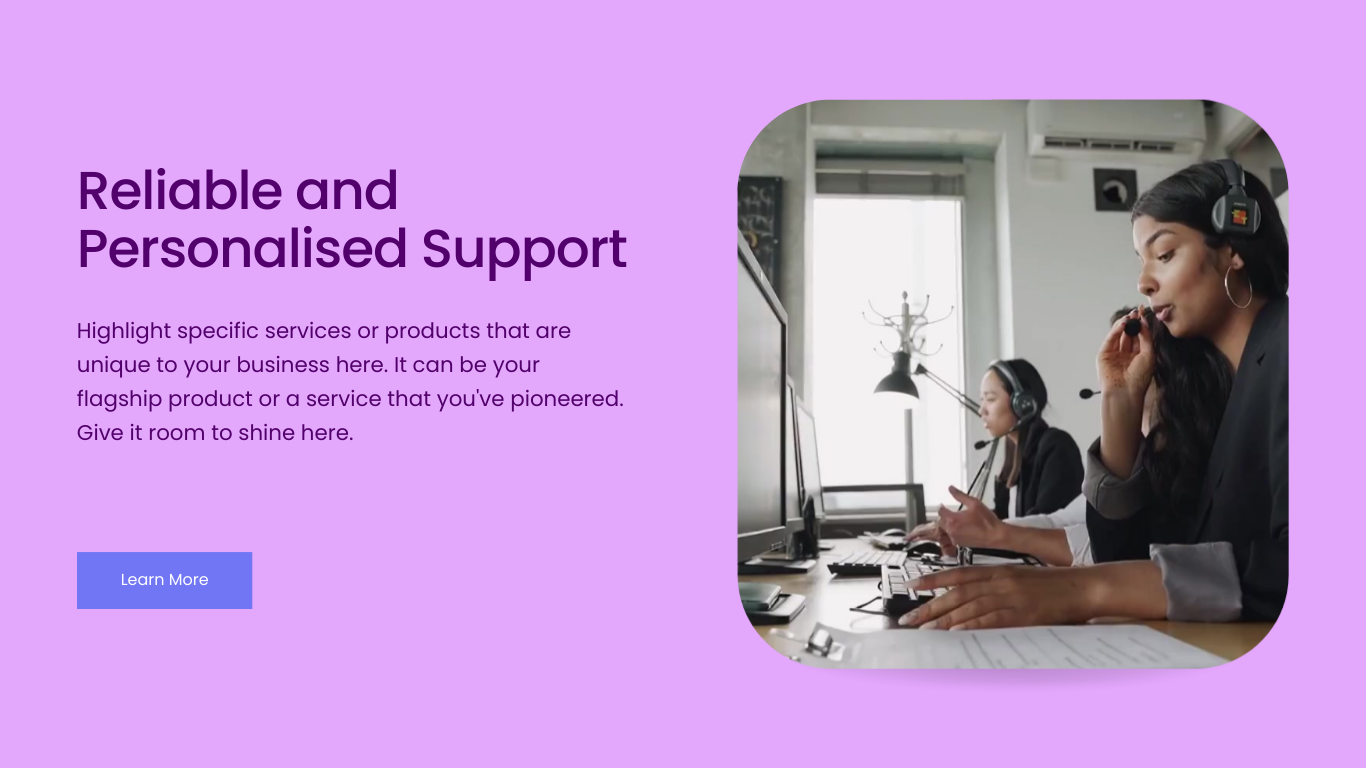 Reliable and
Personalised Support
Highlight specific services or products that are
unique to your business here. It can be your
flagship product or a service that you've pioneered.
Give it room to shine here.
Learn More